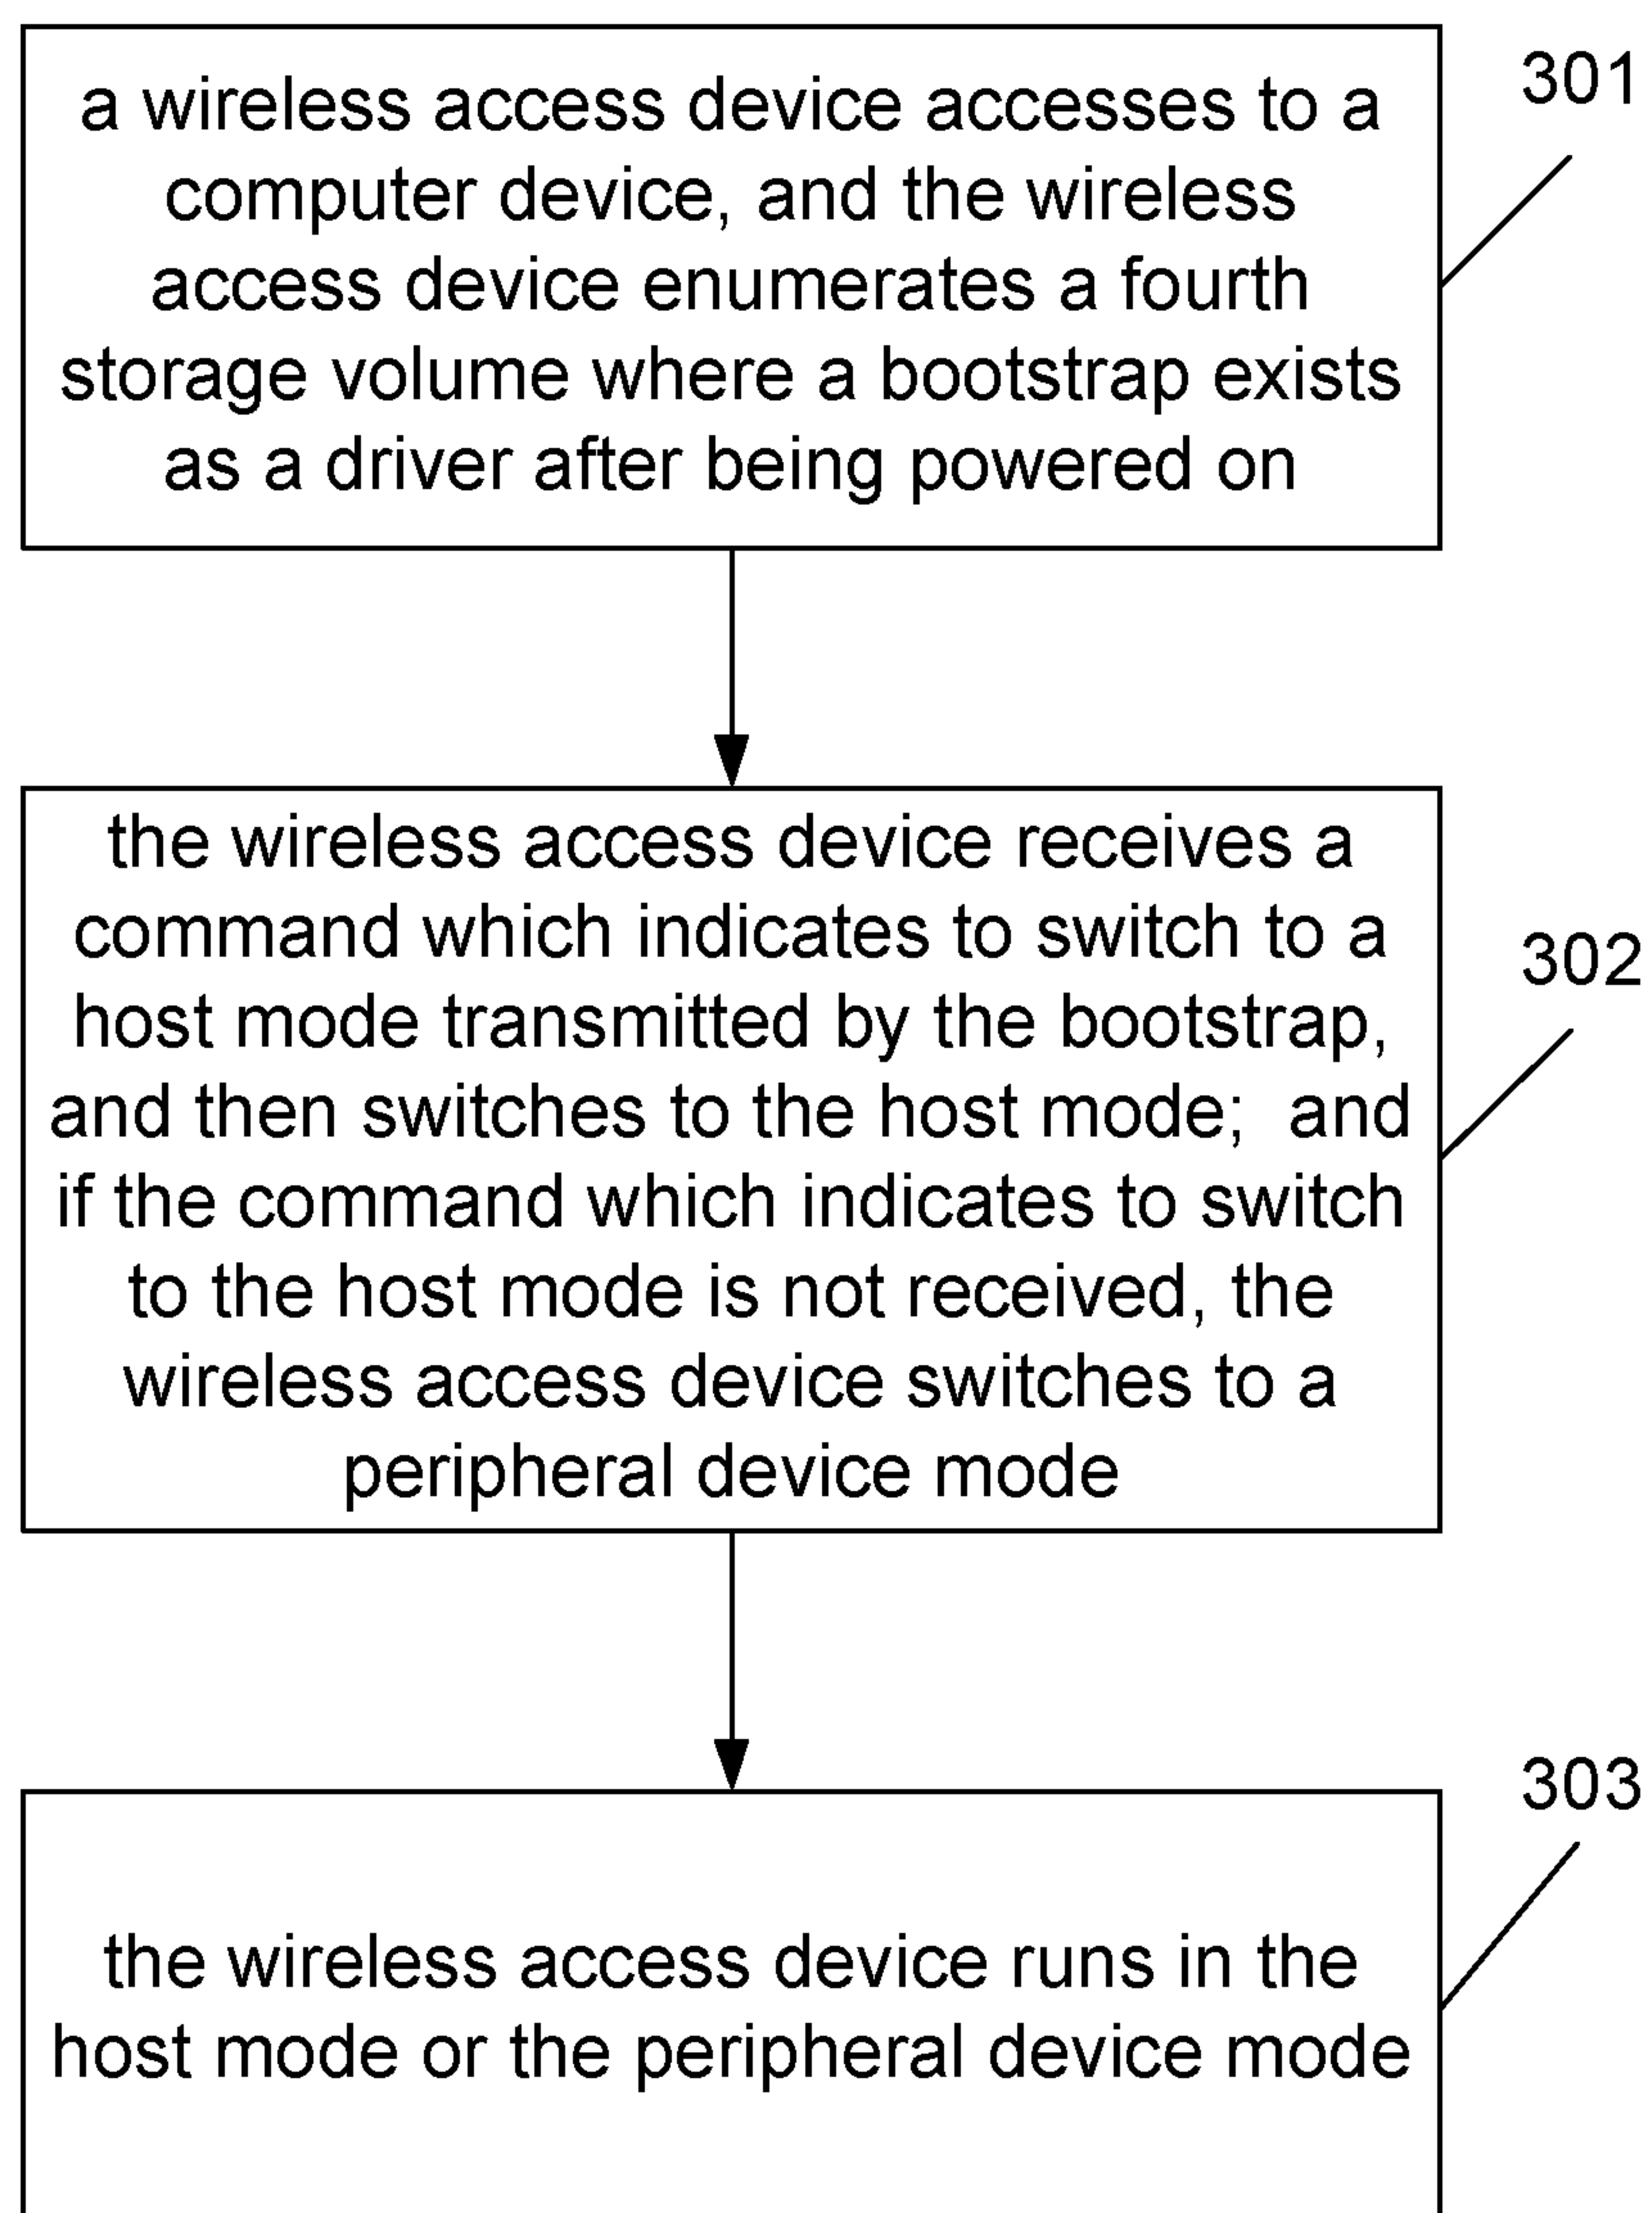 a wireless access device accesses to a
computer device, and the wireless
access device enumerates a fourth
storage volume where a bootstrap exists
as a driver after being powered on
301
the wireless access device receives a
command which indicates to switch to a
host mode transmitted by the bootstrap,
and then switches to the host mode; and
if the command which indicates to switch
to the host mode is not received, the
wireless access device switches to a
peripheral device mode
302
the wireless access device runs in the
host mode or the peripheral device mode
303